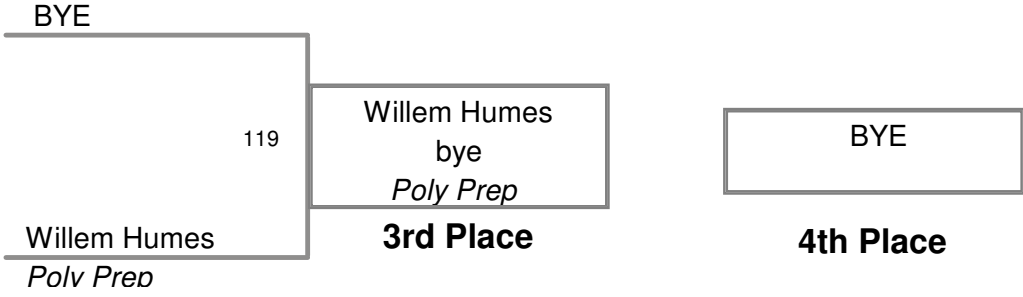 BYE
119
Willem Humes
Poly Prep
Willem Humes
bye
Poly Prep
3rd Place
BYE
4th Place